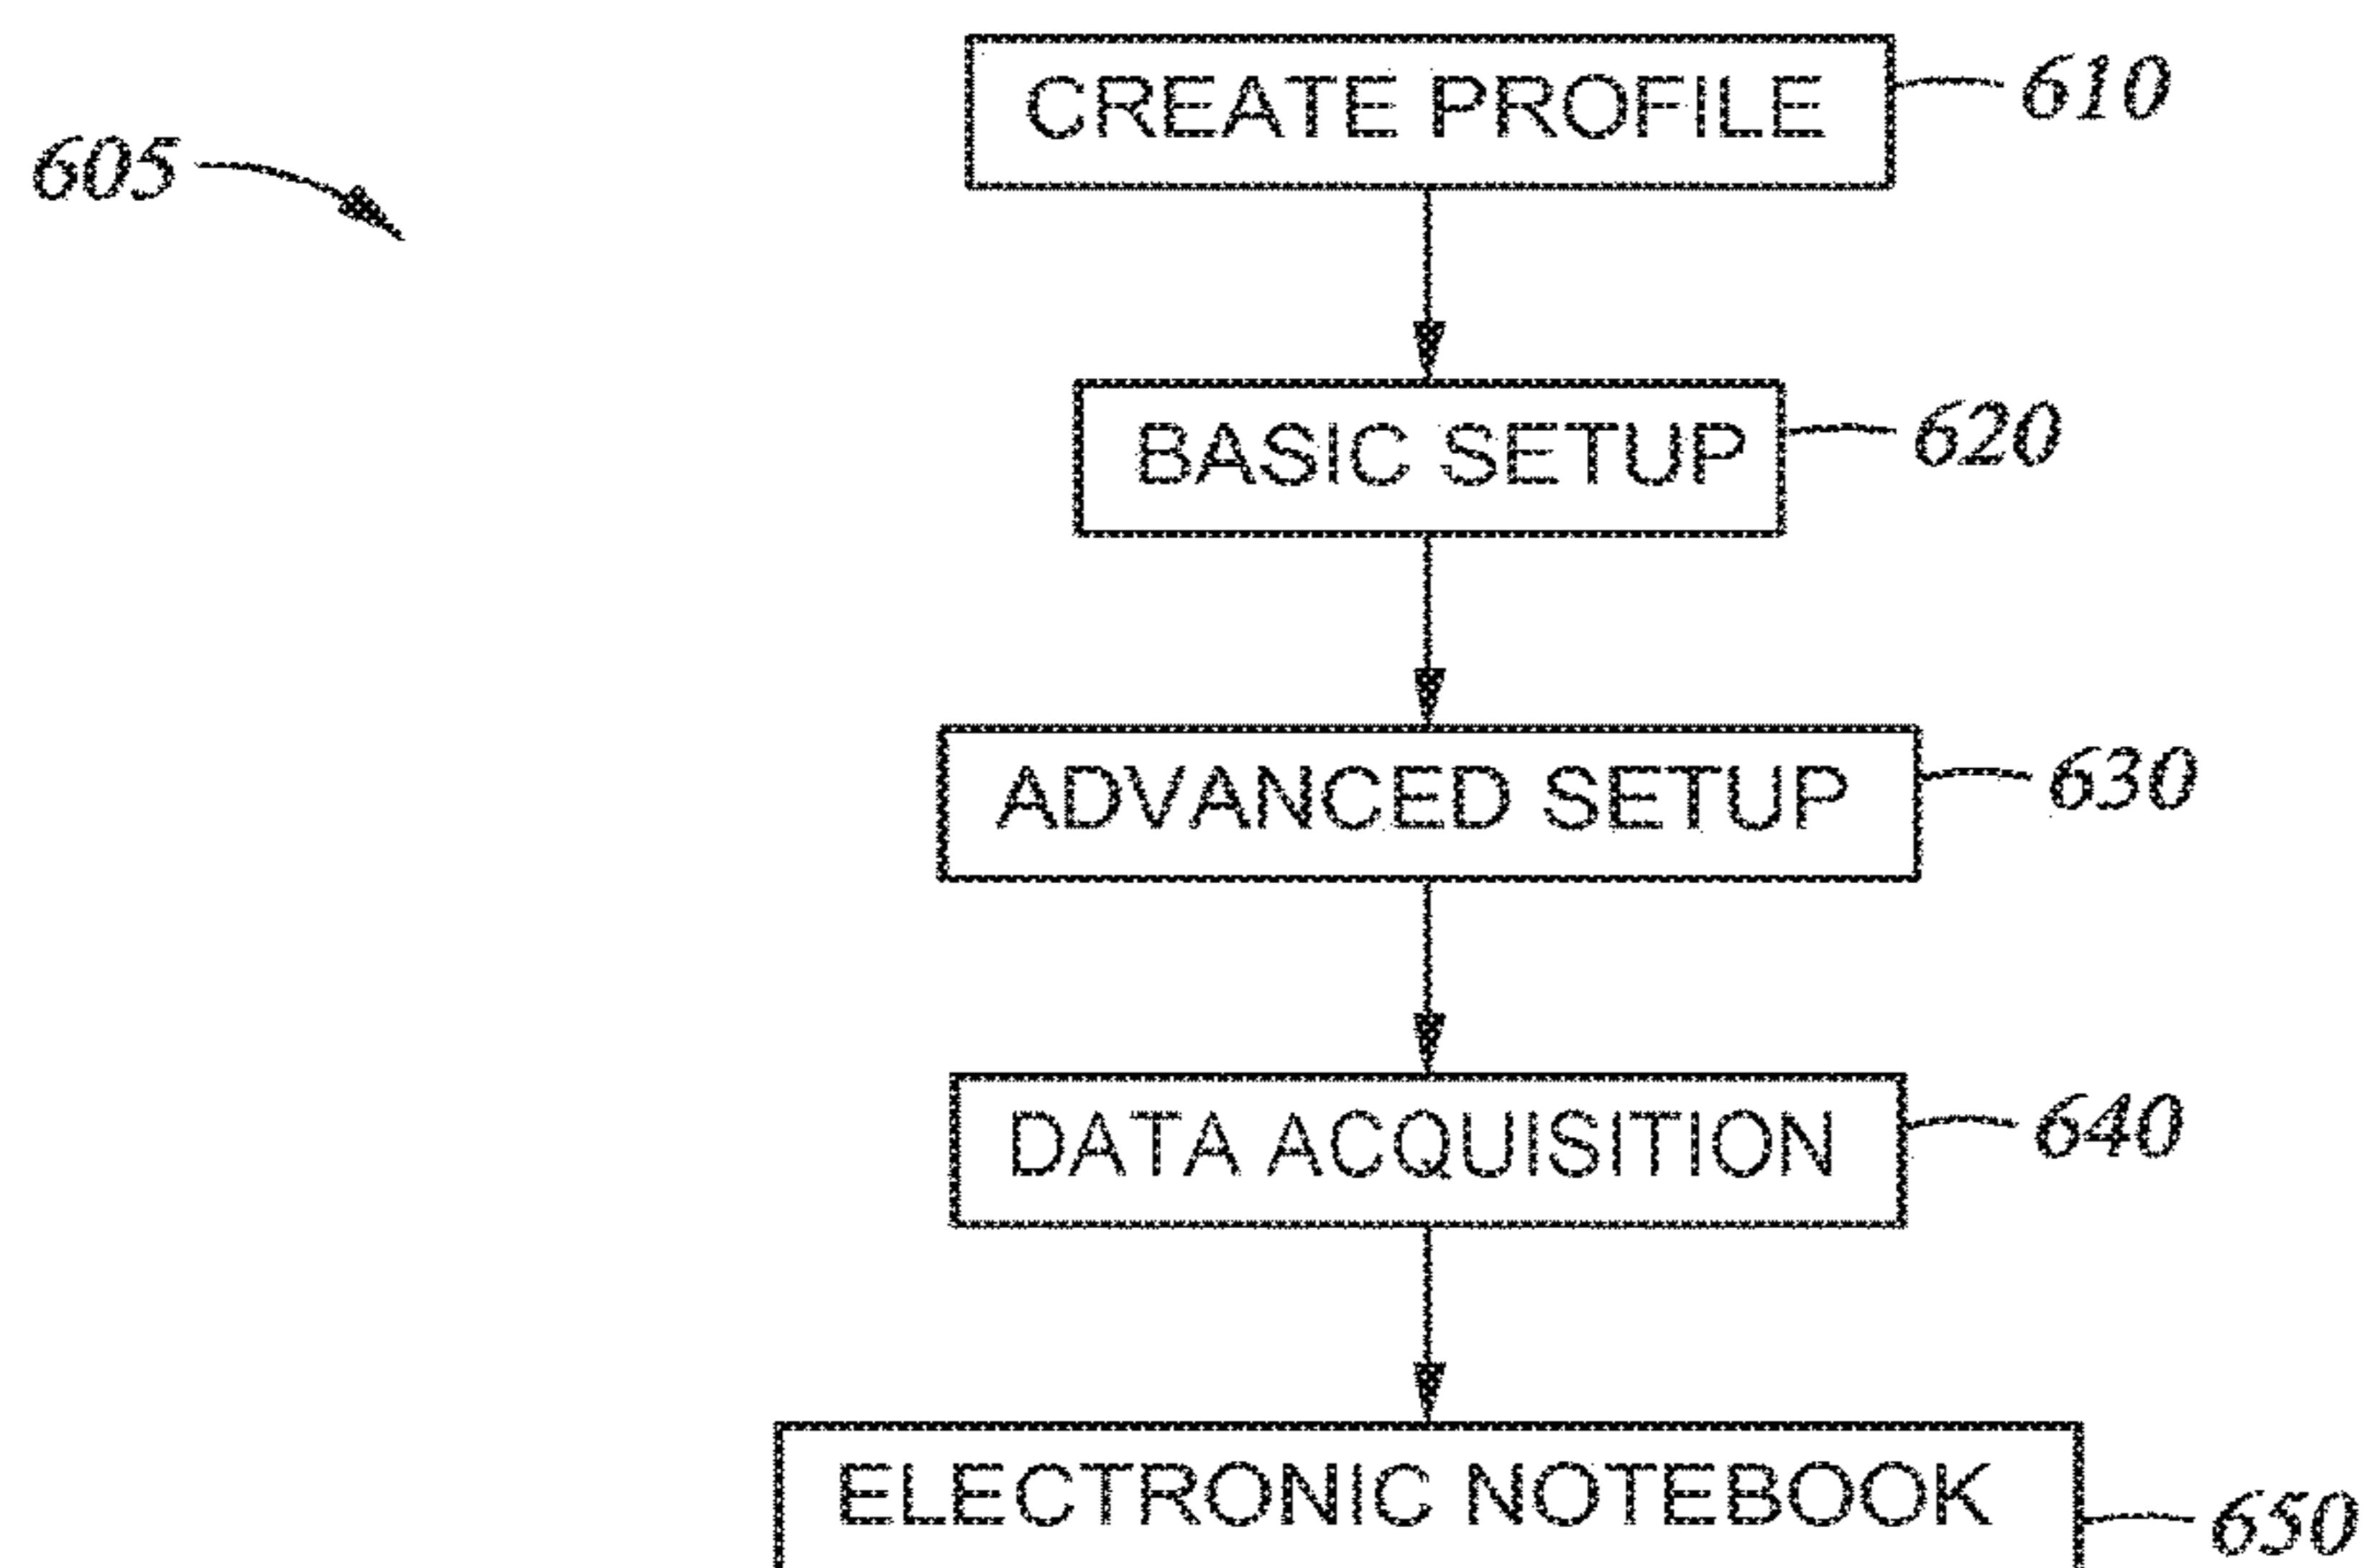 CREATE PROFILE 610
605
BASIC SETUP 620
ADVANCED SETUP 630
DATA ACQUISITION 640
ELECTRONIC NOTEBOOK 650